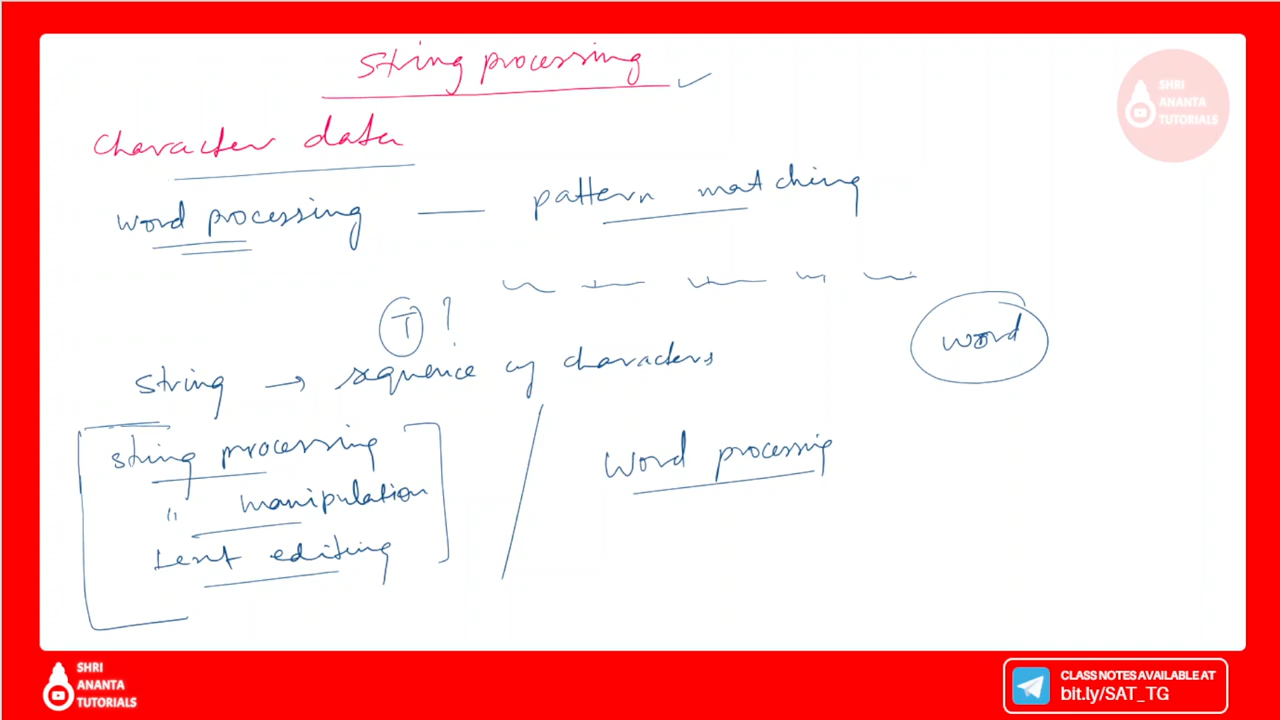 string processing
SHRI
ANANTA
TUTORIALS
character data
word processing — pattern matching
T ?
word
string → sequence of characters
string processing
" manipulation
text editing
word processing
SHRI
ANANTA
TUTORIALS
CLASS NOTES AVAILABLE AT
bit.ly/SAT_TG